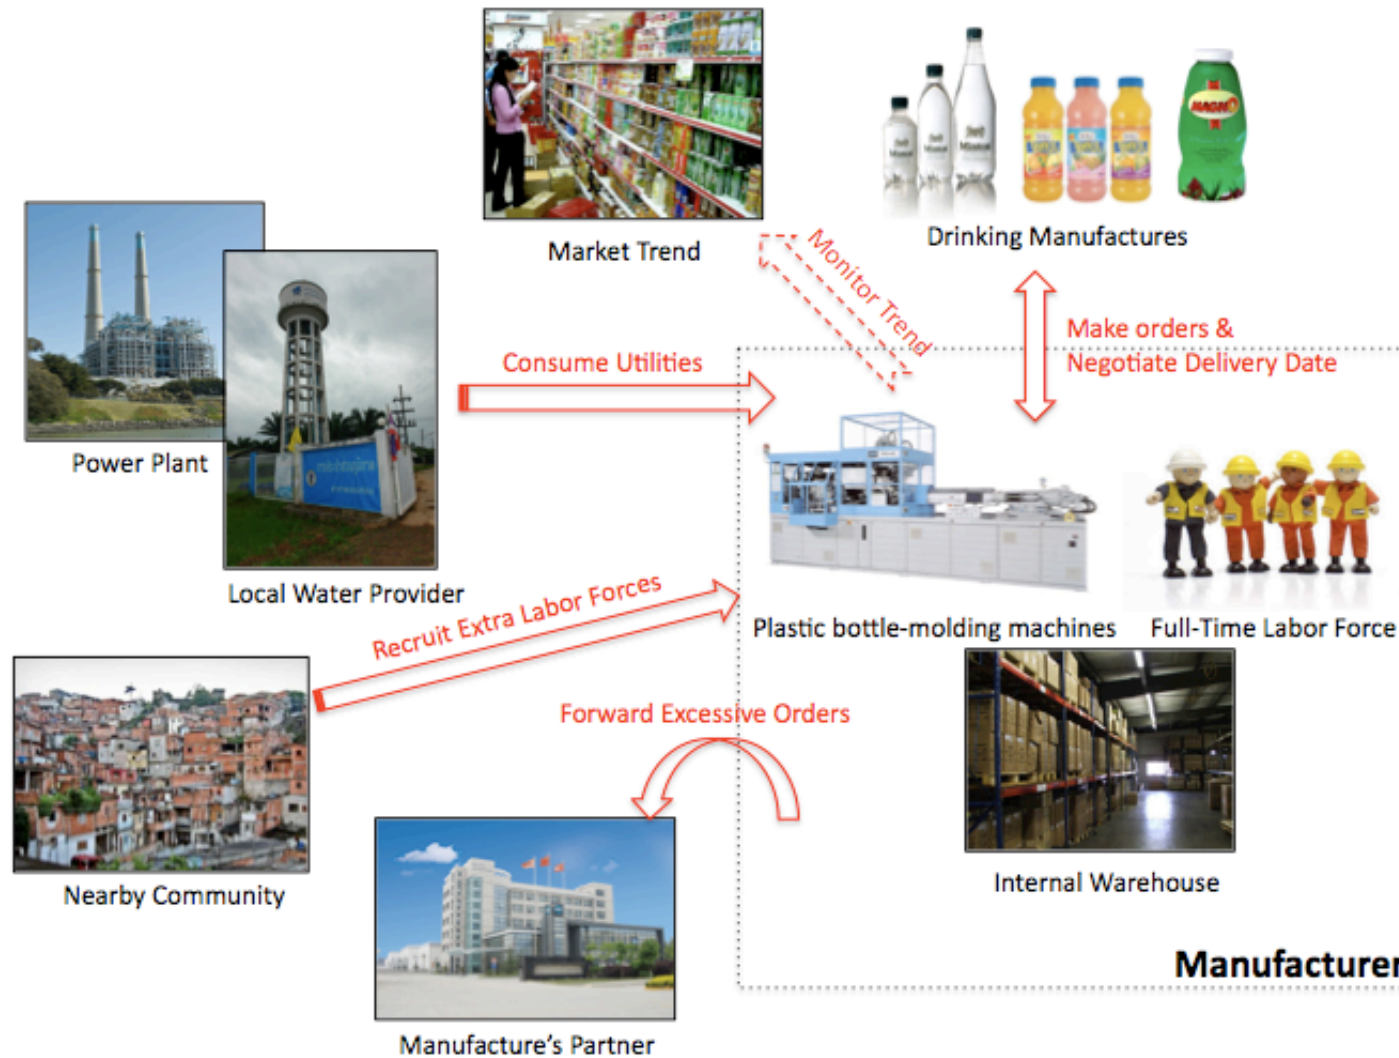 Market Trend
Drinking Manufactures
Monitor Trend
Make orders &
Negotiate Delivery Date
Consume Utilities
Power Plant
Local Water Provider
Recruit Extra Labor Forces
Plastic bottle-molding machines
Full-Time Labor Force
Forward Excessive Orders
Nearby Community
Internal Warehouse
Manufacturer
Manufacture's Partner